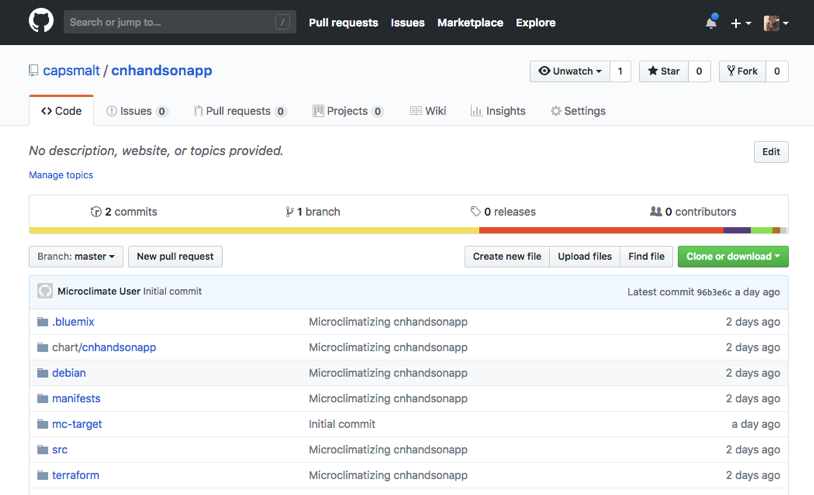 Search or jump to... / Pull requests Issues Marketplace Explore
capsmalt / cnhandsonapp Unwatch 1 Star 0 Fork 0
Code Issues 0 Pull requests 0 Projects 0 Wiki Insights Settings
No description, website, or topics provided. Edit
Manage topics
2 commits 1 branch 0 releases 0 contributors
Branch: master New pull request Create new file Upload files Find file Clone or download
Microclimate User Initial commit Latest commit 96b3e6c a day ago
.bluemix Microclimatizing cnhandsonapp 2 days ago
chart/cnhandsonapp Microclimatizing cnhandsonapp 2 days ago
debian Microclimatizing cnhandsonapp 2 days ago
manifests Microclimatizing cnhandsonapp 2 days ago
mc-target Initial commit a day ago
src Microclimatizing cnhandsonapp 2 days ago
terraform Microclimatizing cnhandsonapp 2 days ago